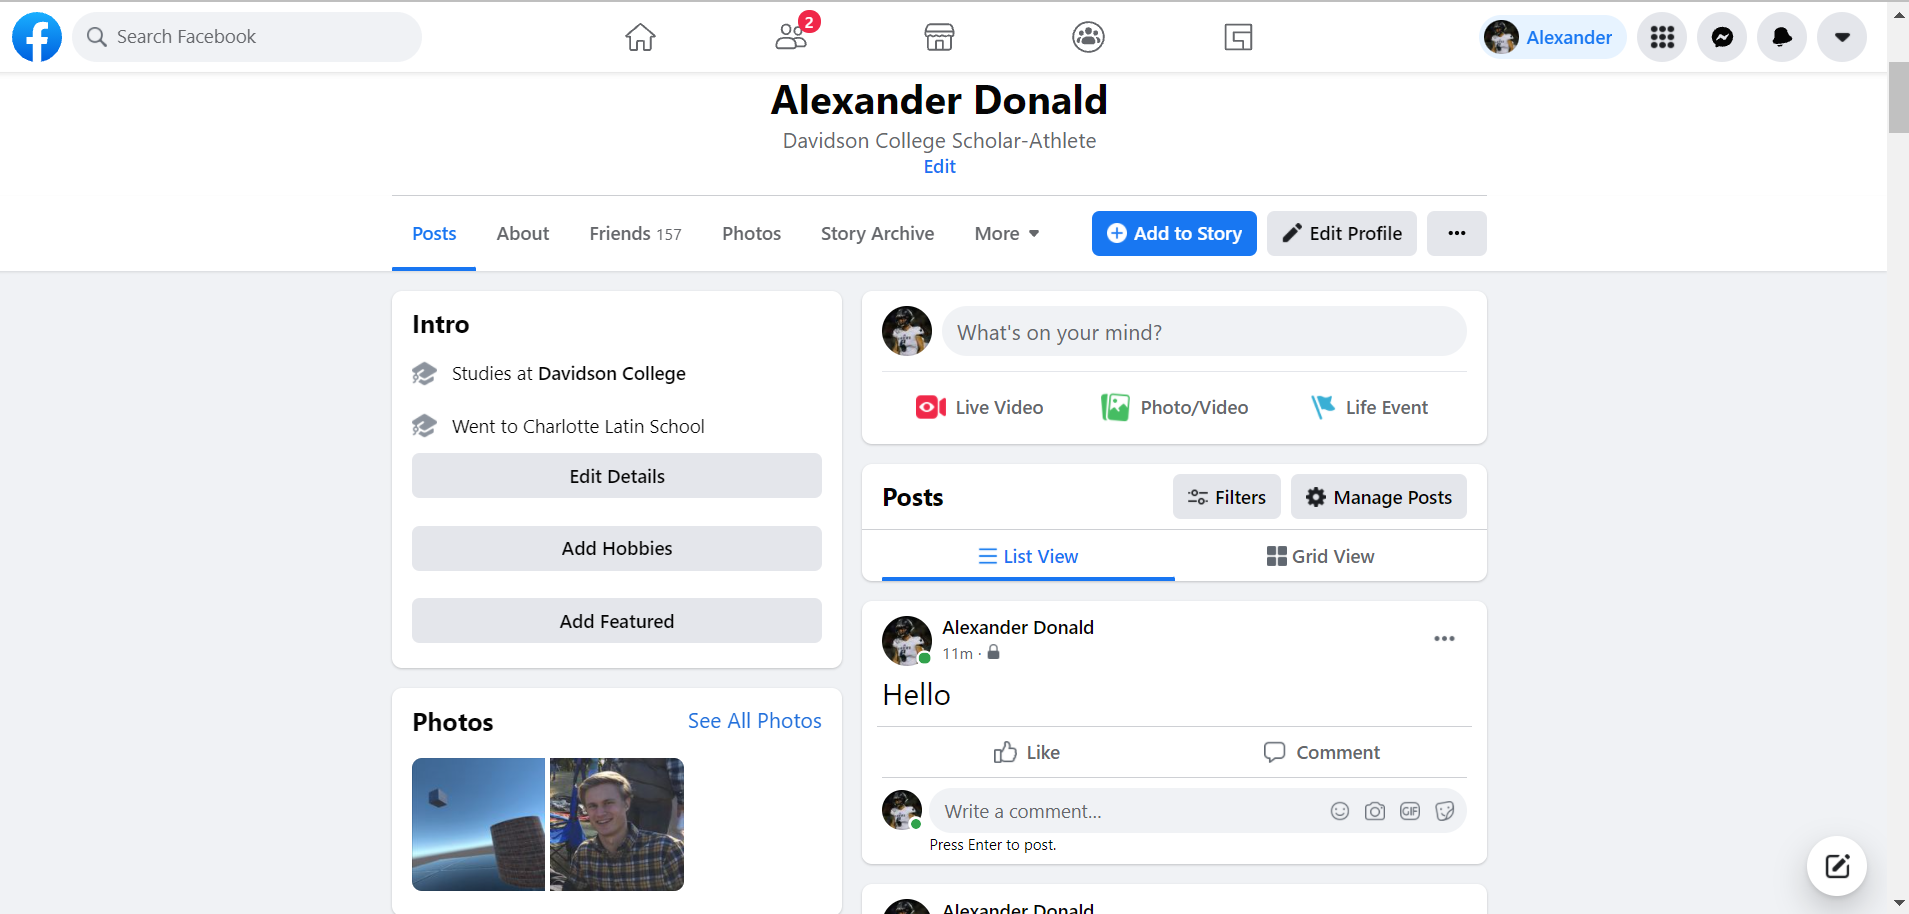 Search Facebook
2
Alexander
Alexander Donald
Davidson College Scholar-Athlete
Edit
Posts About Friends 157 Photos Story Archive More
Add to Story Edit Profile
Intro
Studies at Davidson College
Went to Charlotte Latin School
Edit Details
Add Hobbies
Add Featured
Photos See All Photos
What's on your mind?
Live Video Photo/Video Life Event
Posts Filters Manage Posts
List View Grid View
Alexander Donald
11m ·
Hello
Like Comment
Write a comment...
GIF
Press Enter to post.
Alexander Donald